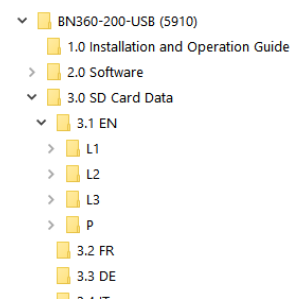 BN360-200-USB (5910)
1.0 Installation and Operation Guide
2.0 Software
3.0 SD Card Data
3.1 EN
L1
L2
L3
P
3.2 FR
3.3 DE